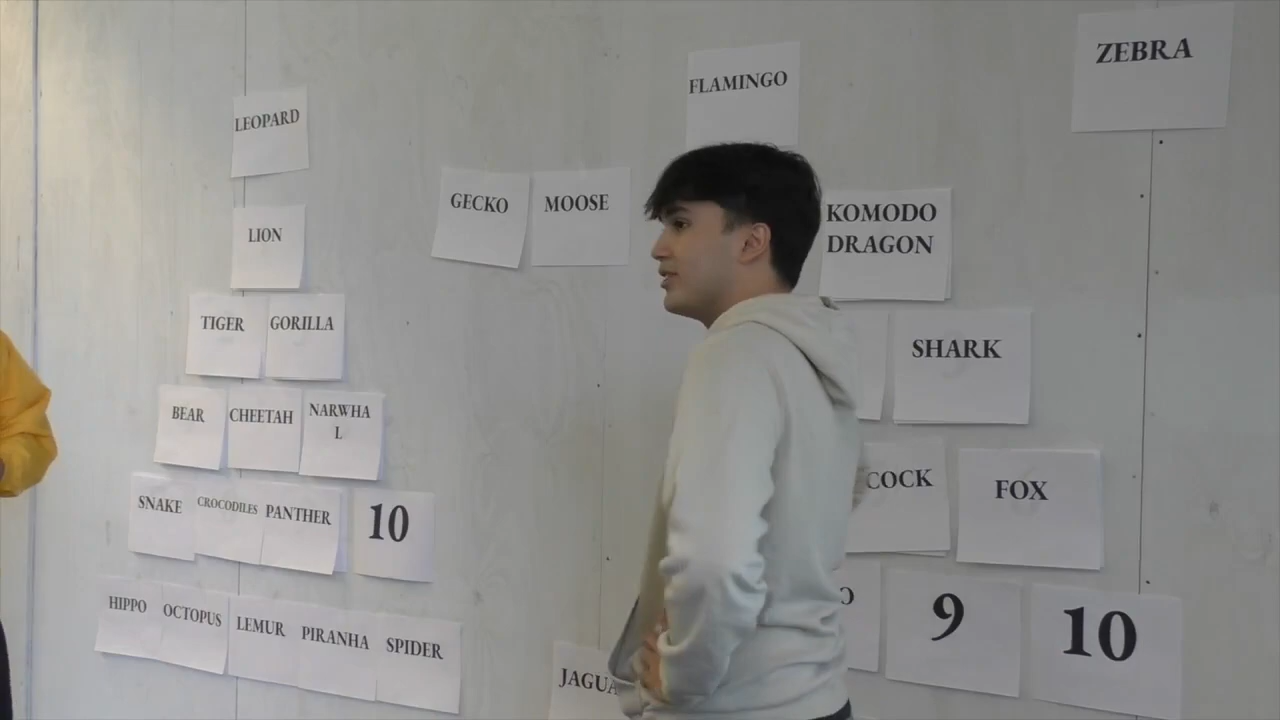 ZEBRA
FLAMINGO
LEOPARD
GECKO MOOSE
KOMODO
DRAGON
LION
TIGER GORILLA
SHARK
BEAR CHEETAH NARWHA
L
COCK FOX
SNAKE CROCODILES PANTHER 10
HIPPO OCTOPUS LEMUR PIRANHA SPIDER
O 9 10
JAGUA